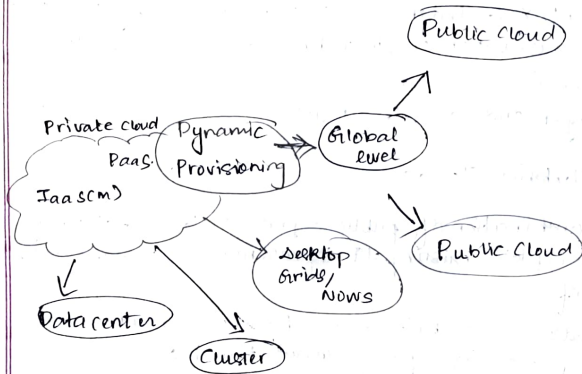 Public Cloud
Private cloud
Dynamic
Provisioning
PaaS.
IaaS(m)
Global
level
Desktop
Grids/
NOWS
Public Cloud
Datacenter
Cluster